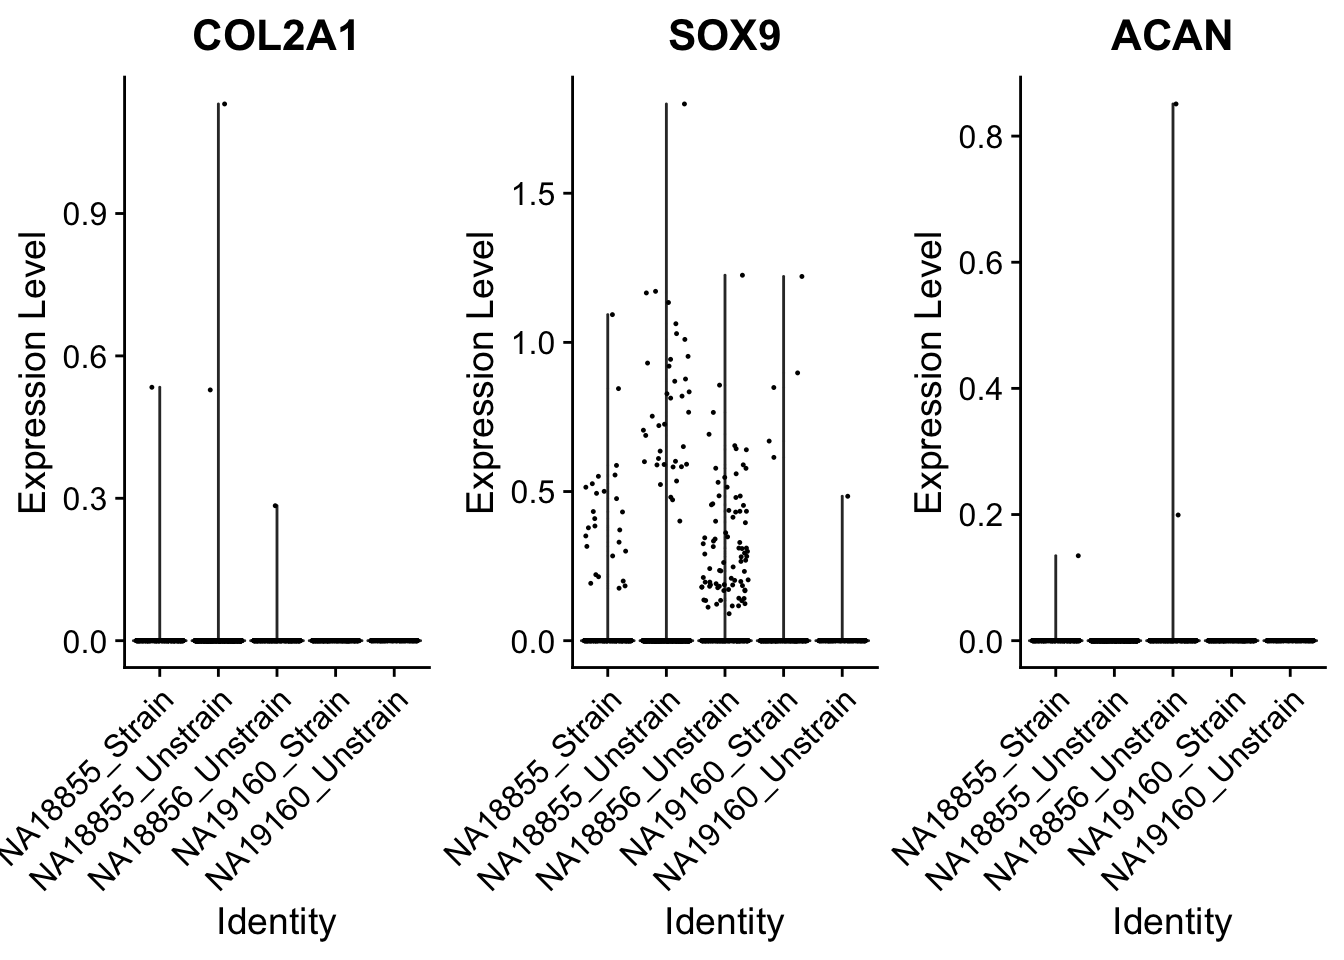 COL2A1
SOX9
ACAN
Expression Level
0.9
0.6
0.3
0.0
NA18855_Strain
NA18855_Unstrain
NA18856_Unstrain
NA19160_Strain
NA19160_Unstrain
Identity
Expression Level
1.5
1.0
0.5
0.0
NA18855_Strain
NA18855_Unstrain
NA18856_Unstrain
NA19160_Strain
NA19160_Unstrain
Identity
Expression Level
0.8
0.6
0.4
0.2
0.0
NA18855_Strain
NA18855_Unstrain
NA18856_Unstrain
NA19160_Strain
NA19160_Unstrain
Identity